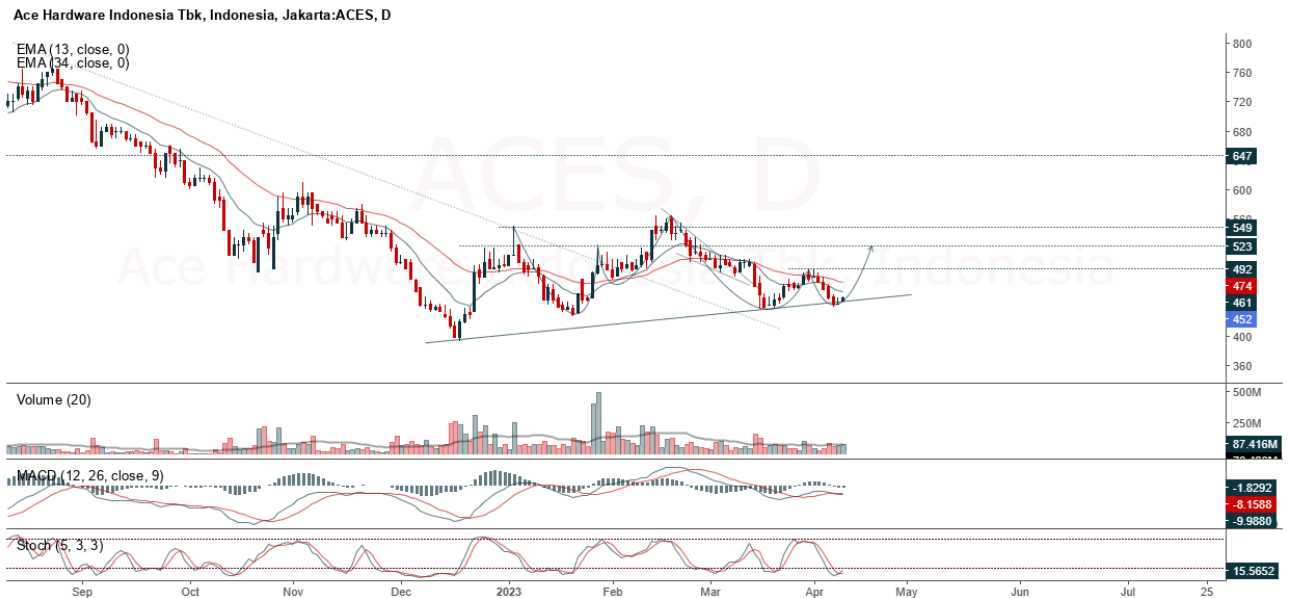 Ace Hardware Indonesia Tbk, Indonesia, Jakarta:ACES, D
EMA (13, close, 0)
EMA (34, close, 0)
ACES, D
Ace Hardware Indonesia Tbk, Indonesia
800
760
720
680
647
600
560
549
523
492
474
461
452
400
360
Volume (20)
500M
250M
87.416M
MACD (12, 26, close, 9)
-1.8292
-8.1588
-9.9880
Stoch (5, 3, 3)
15.5652
Sep Oct Nov Dec 2023 Feb Mar Apr May Jun Jul 25